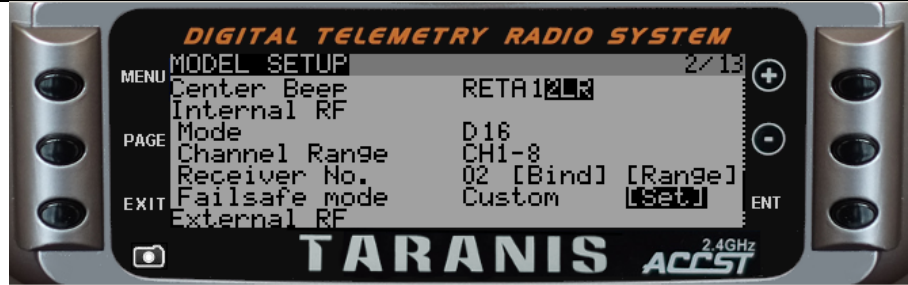 DIGITAL TELEMETRY RADIO SYSTEM
MENU
PAGE
EXIT
MODEL SETUP 2/13
Center Beep RETA12LR
Internal RF
Mode D16
Channel Range CH1-8
Receiver No. 02 [Bind] [Range]
Failsafe mode Custom [Set]
External RF
+
-
ENT
TARANIS
2.4GHz
ACCST